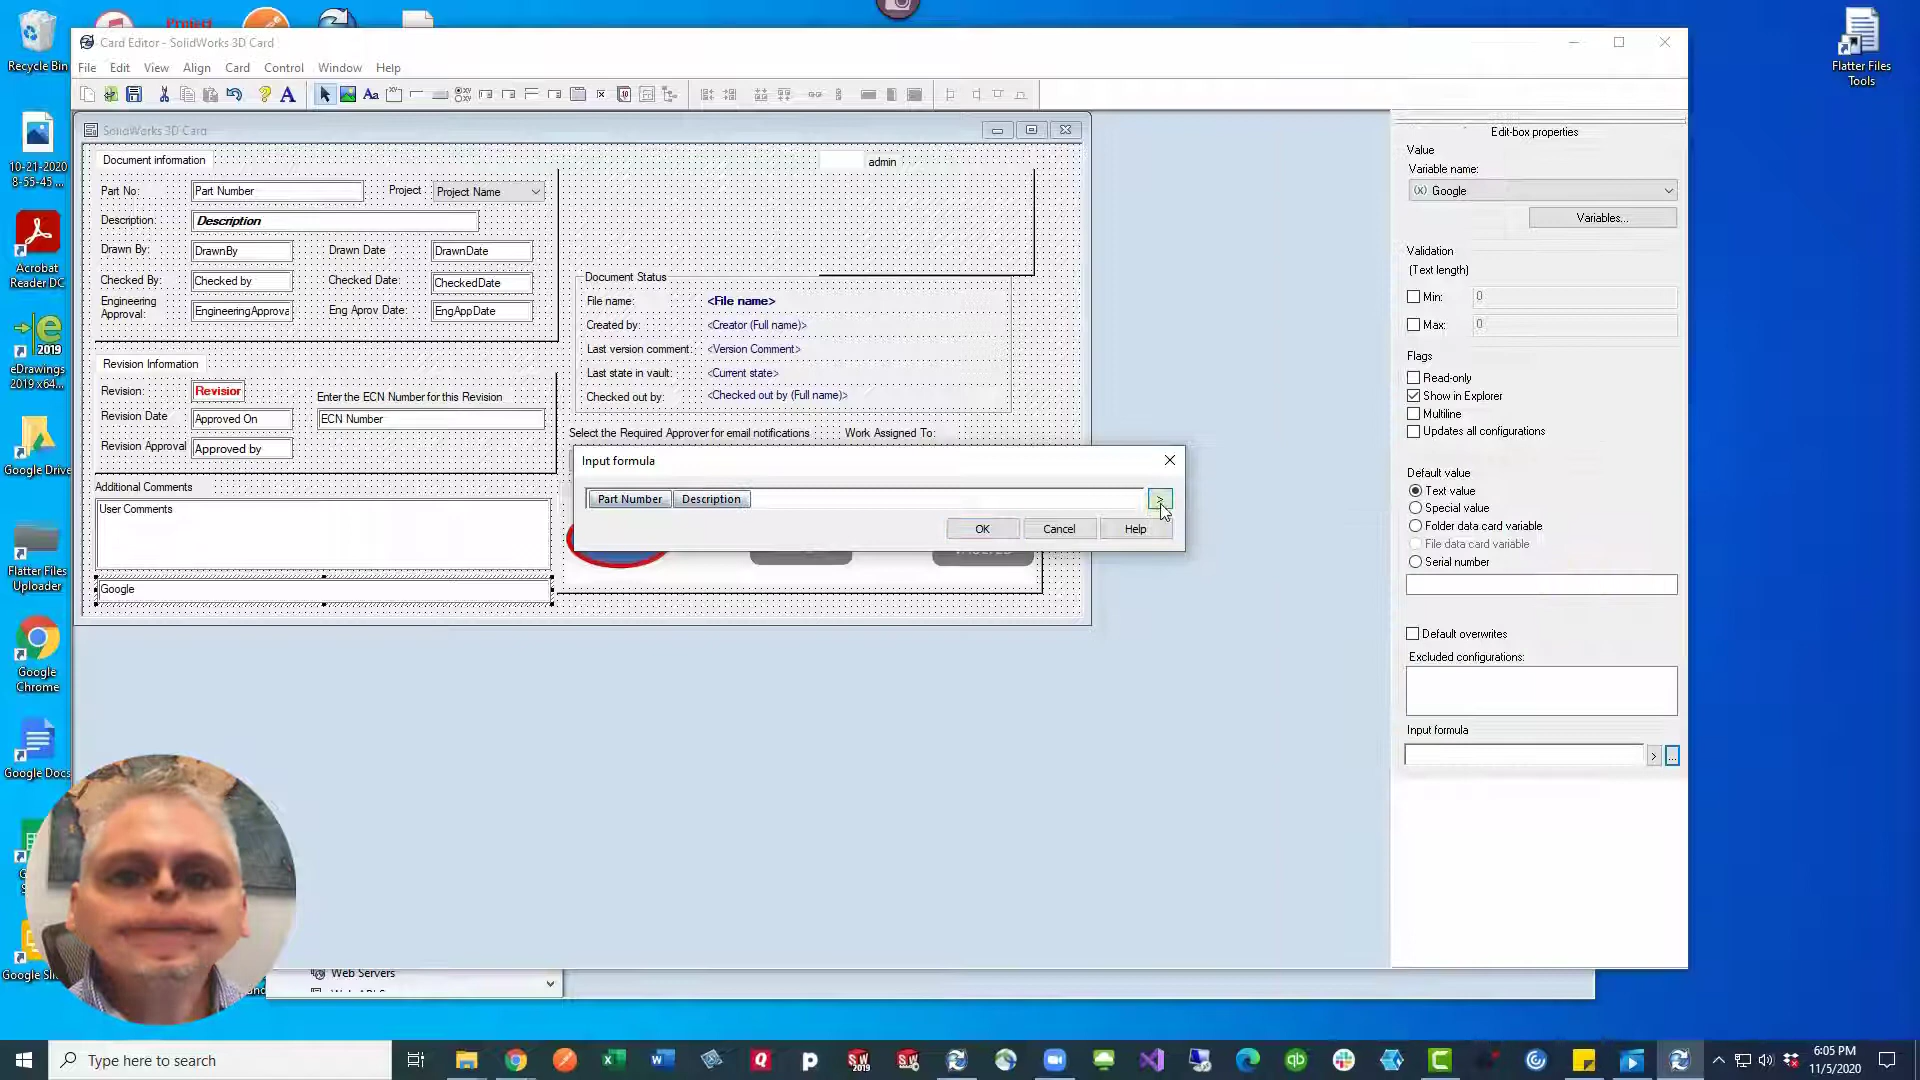 Recycle Bin
Project
Flatter Files
Tools
Card Editor - SolidWorks 3D Card
File Edit View Align Card Control Window Help
SolidWorks 3D Card
Document information
admin
Part No: Part Number Project Project Name
Description: Description
Drawn By: DrawnBy Drawn Date DrawnDate
Checked By: Checked by Checked Date: CheckedDate
Engineering
Approval: EngineeringApprova Eng Aprov Date: EngAppDate
Document Status
File name: <File name>
Created by: <Creator (Full name)>
Last version comment: <Version Comment>
Last state in vault: <Current state>
Checked out by: <Checked out by (Full name)>
Revision Information
Revision: Revision
Enter the ECN Number for this Revision
Revision Date Approved On ECN Number
Revision Approval Approved by
Select the Required Approver for email notifications Work Assigned To:
Additional Comments
User Comments
Google
Input formula
Part Number Description >
OK Cancel Help
Edit-box properties
Value
Variable name:
(x) Google
Variables...
Validation
(Text length)
Min: 0
Max: 0
Flags
Read-only
Show in Explorer
Multiline
Updates all configurations
Default value
Text value
Special value
Folder data card variable
File data card variable
Serial number
Default overwrites
Excluded configurations:
Input formula
> ...
10-21-2020
8-55-45 ...
Acrobat
Reader DC
eDrawings
2019 x64...
Google Drive
Flatter Files
Uploader
Google
Chrome
Google Docs
Google Sli
Web Servers
Type here to search
6:05 PM
11/5/2020